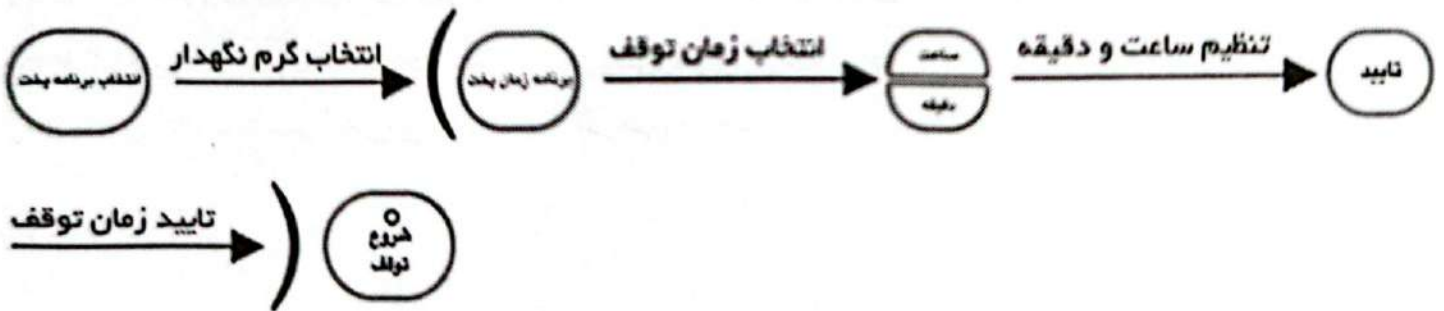 انتخاب برنامه پخت
انتخاب گرم نگهدار
برنامه زمان پخت
انتخاب زمان توقف
ساعت
دقیقه
تنظیم ساعت و دقیقه
تایید
تایید زمان توقف
شروع
توقف